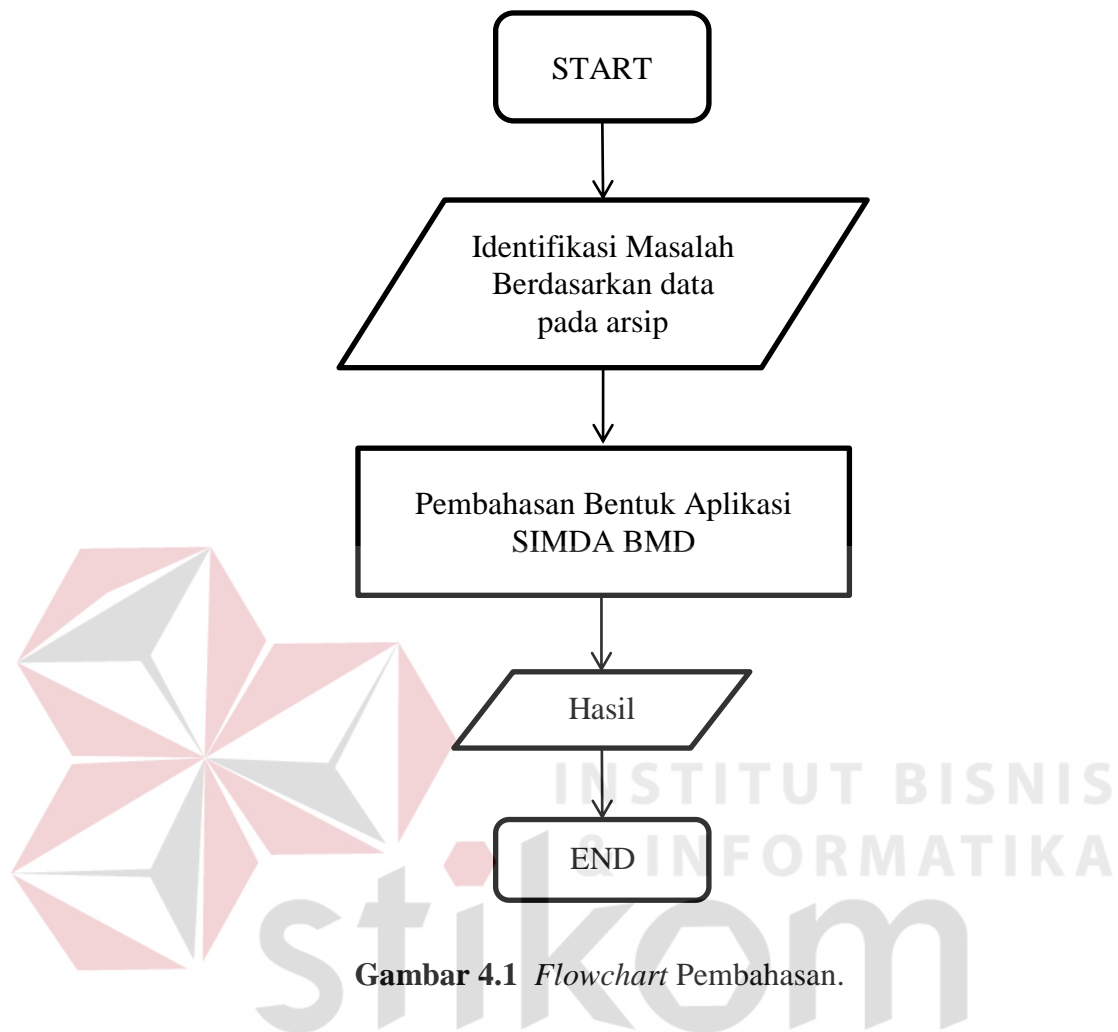 START
Identifikasi Masalah
Berdasarkan data
pada arsip
Pembahasan Bentuk Aplikasi
SIMDA BMD
Hasil
INSTITUT BISNIS
& INFORMATIKA
END
stikom
Gambar 4.1 Flowchart Pembahasan.